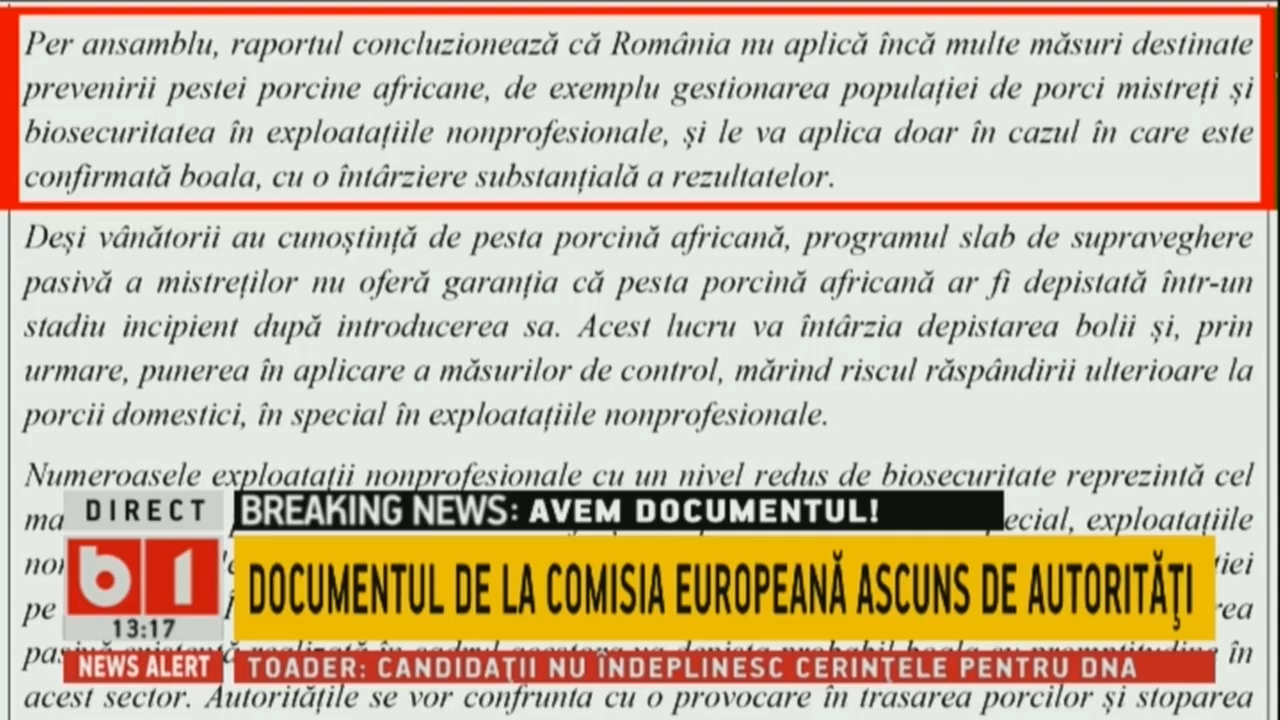 Per ansamblu, raportul concluzionează că România nu aplică încă multe măsuri destinate
prevenirii pestei porcine africane, de exemplu gestionarea populației de porci mistreți și
biosecuritatea în exploatațiile nonprofesionale, și le va aplica doar în cazul în care este
confirmată boala, cu o întârziere substanțială a rezultatelor.
Deși vânătorii au cunoștință de pesta porcină africană, programul slab de supraveghere
pasivă a mistreților nu oferă garanția că pesta porcină africană ar fi depistată într-un
stadiu incipient după introducerea sa. Acest lucru va întârzia depistarea bolii și, prin
urmare, punerea în aplicare a măsurilor de control, mărind riscul răspândirii ulterioare la
porcii domestici, în special în exploatațiile nonprofesionale.
Numeroasele exploatații nonprofesionale cu un nivel redus de biosecuritate reprezintă cel
ecial, exploatațiile
DIRECT
BREAKING NEWS: AVEM DOCUMENTUL!
b1
DOCUMENTUL DE LA COMISIA EUROPEANĂ ASCUNS DE AUTORITĂȚI
pe
13:17
în
NEWS ALERT
TOADER: CANDIDAȚII NU ÎNDEPLINESC CERINȚELE PENTRU DNA
acest sector. Autoritățile se vor confrunta cu o provocare în trasarea porcilor și stoparea